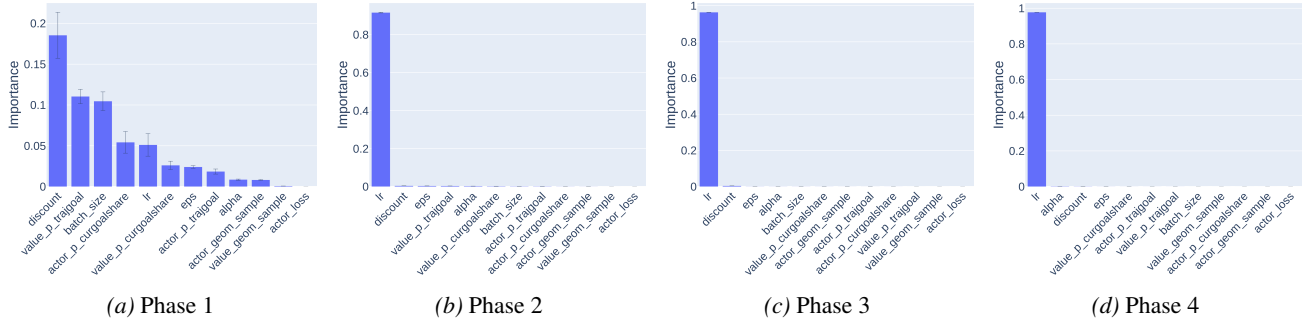 Importance
0.2
0.15
0.1
0.05
0
discount
value_p_trajgoal
batch_size
actor_p_curgoalshare
lr
value_p_curgoalshare
eps
actor_p_trajgoal
alpha
actor_geom_sample
value_geom_sample
actor_loss
(a) Phase 1
Importance
0.8
0.6
0.4
0.2
0
lr
discount
eps
value_p_trajgoal
alpha
value_p_curgoalshare
batch_size
actor_p_trajgoal
actor_p_curgoalshare
actor_geom_sample
value_geom_sample
actor_loss
(b) Phase 2
Importance
1
0.8
0.6
0.4
0.2
0
lr
discount
eps
alpha
batch_size
value_p_curgoalshare
actor_geom_sample
actor_p_trajgoal
actor_p_curgoalshare
value_p_trajgoal
value_geom_sample
actor_loss
(c) Phase 3
Importance
1
0.8
0.6
0.4
0.2
0
lr
alpha
discount
eps
value_p_curgoalshare
actor_p_trajgoal
value_p_trajgoal
batch_size
value_geom_sample
actor_p_curgoalshare
actor_geom_sample
actor_loss
(d) Phase 4